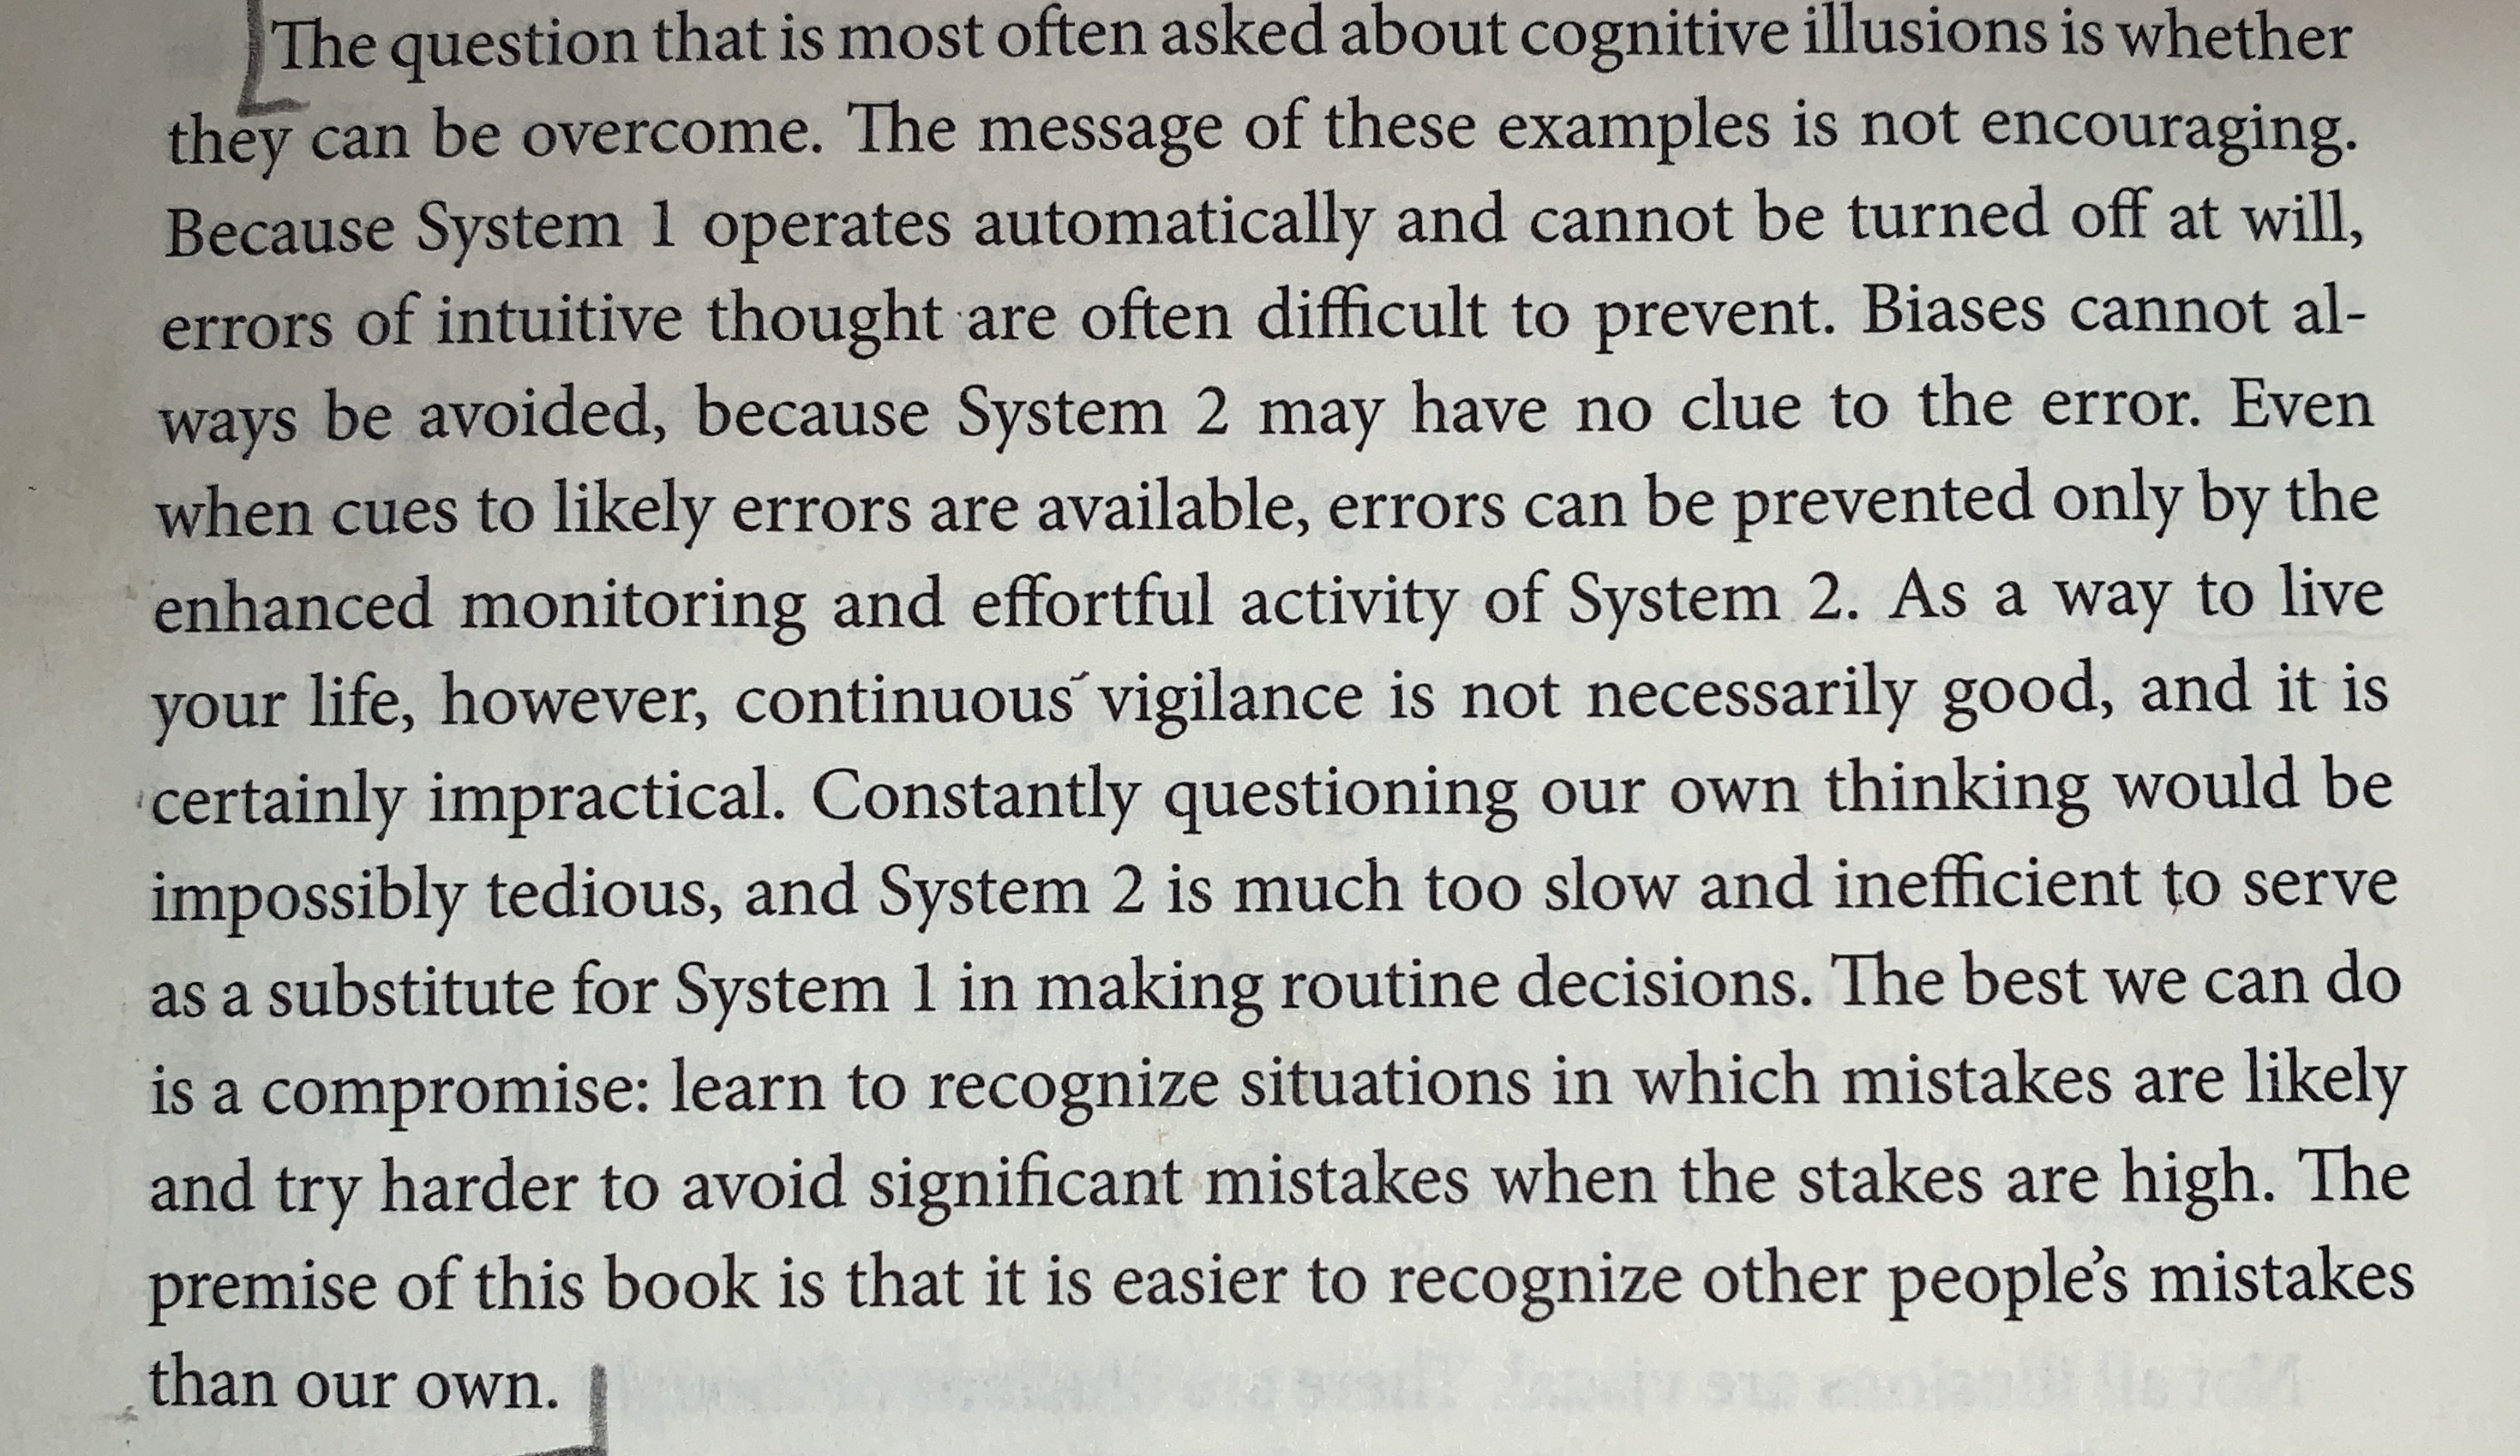 The question that is most often asked about cognitive illusions is whether
they can be overcome. The message of these examples is not encouraging.
Because System 1 operates automatically and cannot be turned off at will,
errors of intuitive thought are often difficult to prevent. Biases cannot al-
ways be avoided, because System 2 may have no clue to the error. Even
when cues to likely errors are available, errors can be prevented only by the
enhanced monitoring and effortful activity of System 2. As a way to live
your life, however, continuous vigilance is not necessarily good, and it is
certainly impractical. Constantly questioning our own thinking would be
impossibly tedious, and System 2 is much too slow and inefficient to serve
as a substitute for System 1 in making routine decisions. The best we can do
is a compromise: learn to recognize situations in which mistakes are likely
and try harder to avoid significant mistakes when the stakes are high. The
premise of this book is that it is easier to recognize other people’s mistakes
than our own.